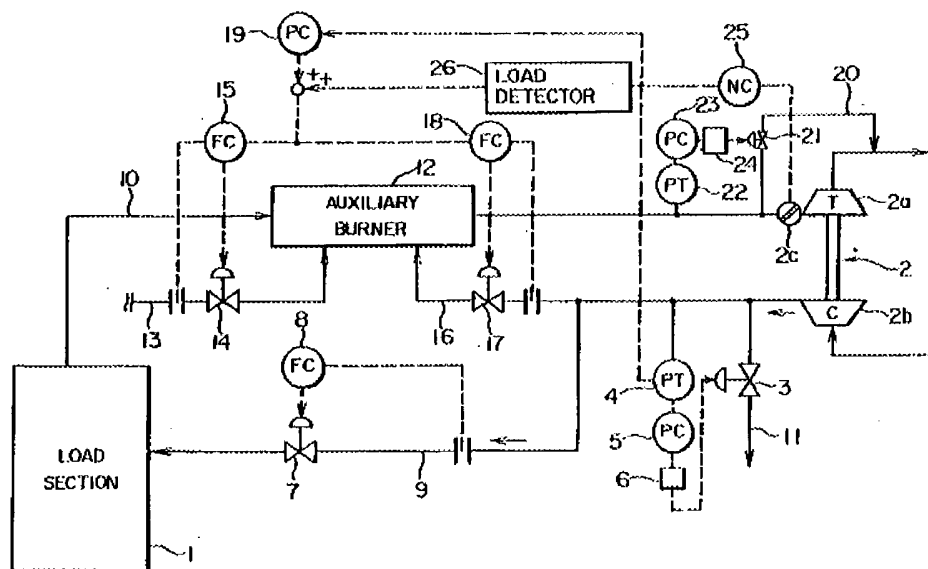 19
PC
++
26
LOAD
DETECTOR
25
NC
20
15
FC
18
FC
23
PC
24
21
PT
22
10
12
AUXILIARY
BURNER
T
2a
2c
2
C
2b
13
14
16
17
8
FC
4
PT
3
5
PC
11
6
7
9
LOAD
SECTION
1